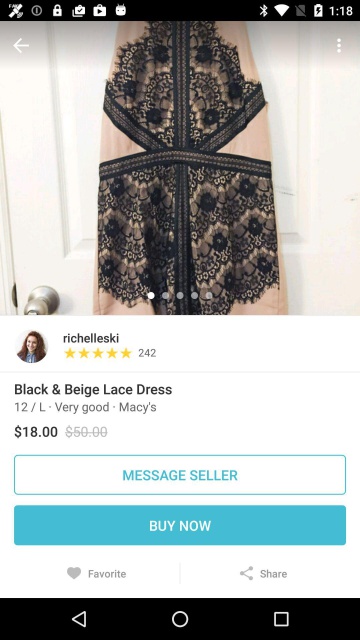 1:18
richelleski
242
Black & Beige Lace Dress
12 / L · Very good · Macy's
$18.00 $50.00
MESSAGE SELLER
BUY NOW
Favorite
Share